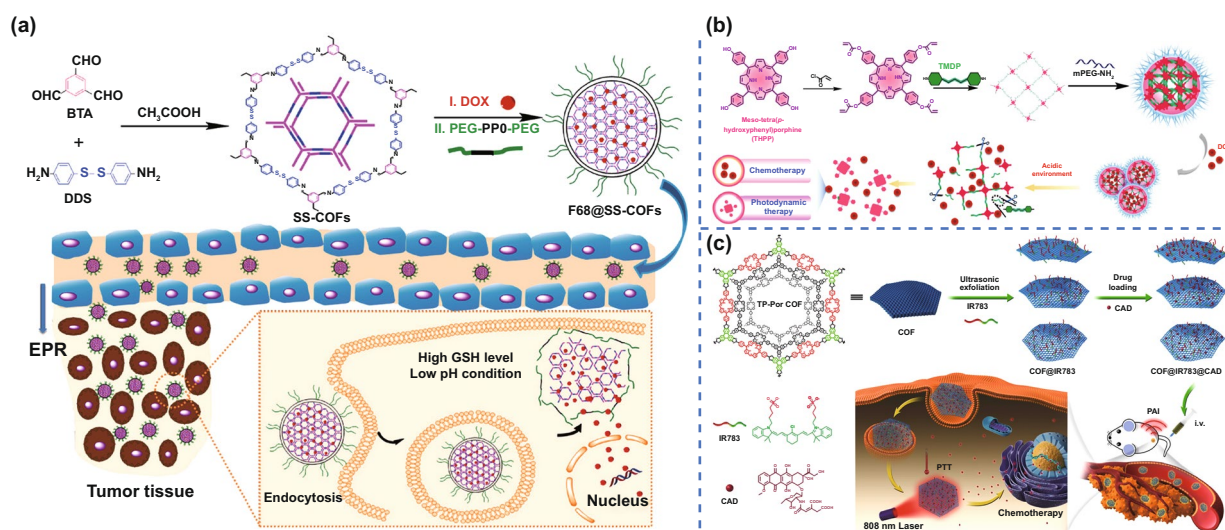 (a)
CHO
OHC
CHO
BTA
+
H2N
S-S
NH2
DDS
CH3COOH
SS-COFs
I. DOX
II. PEG-PP0-PEG
F68@SS-COFs
EPR
Tumor tissue
High GSH level
Low pH condition
Endocytosis
Nucleus
(b)
Meso-tetra(p-
hydroxyphenyl)porphine
(THPP)
TMDP
mPEG-NH2
Chemotherapy
Photodynamic
therapy
Acidic
environment
(c)
TP-Por COF
COF
Ultrasonic
exfoliation
IR783
COF@IR783
Drug
loading
CAD
COF@IR783@CAD
IR783
CAD
PTT
808 nm Laser
Chemotherapy
PAI
i.v.